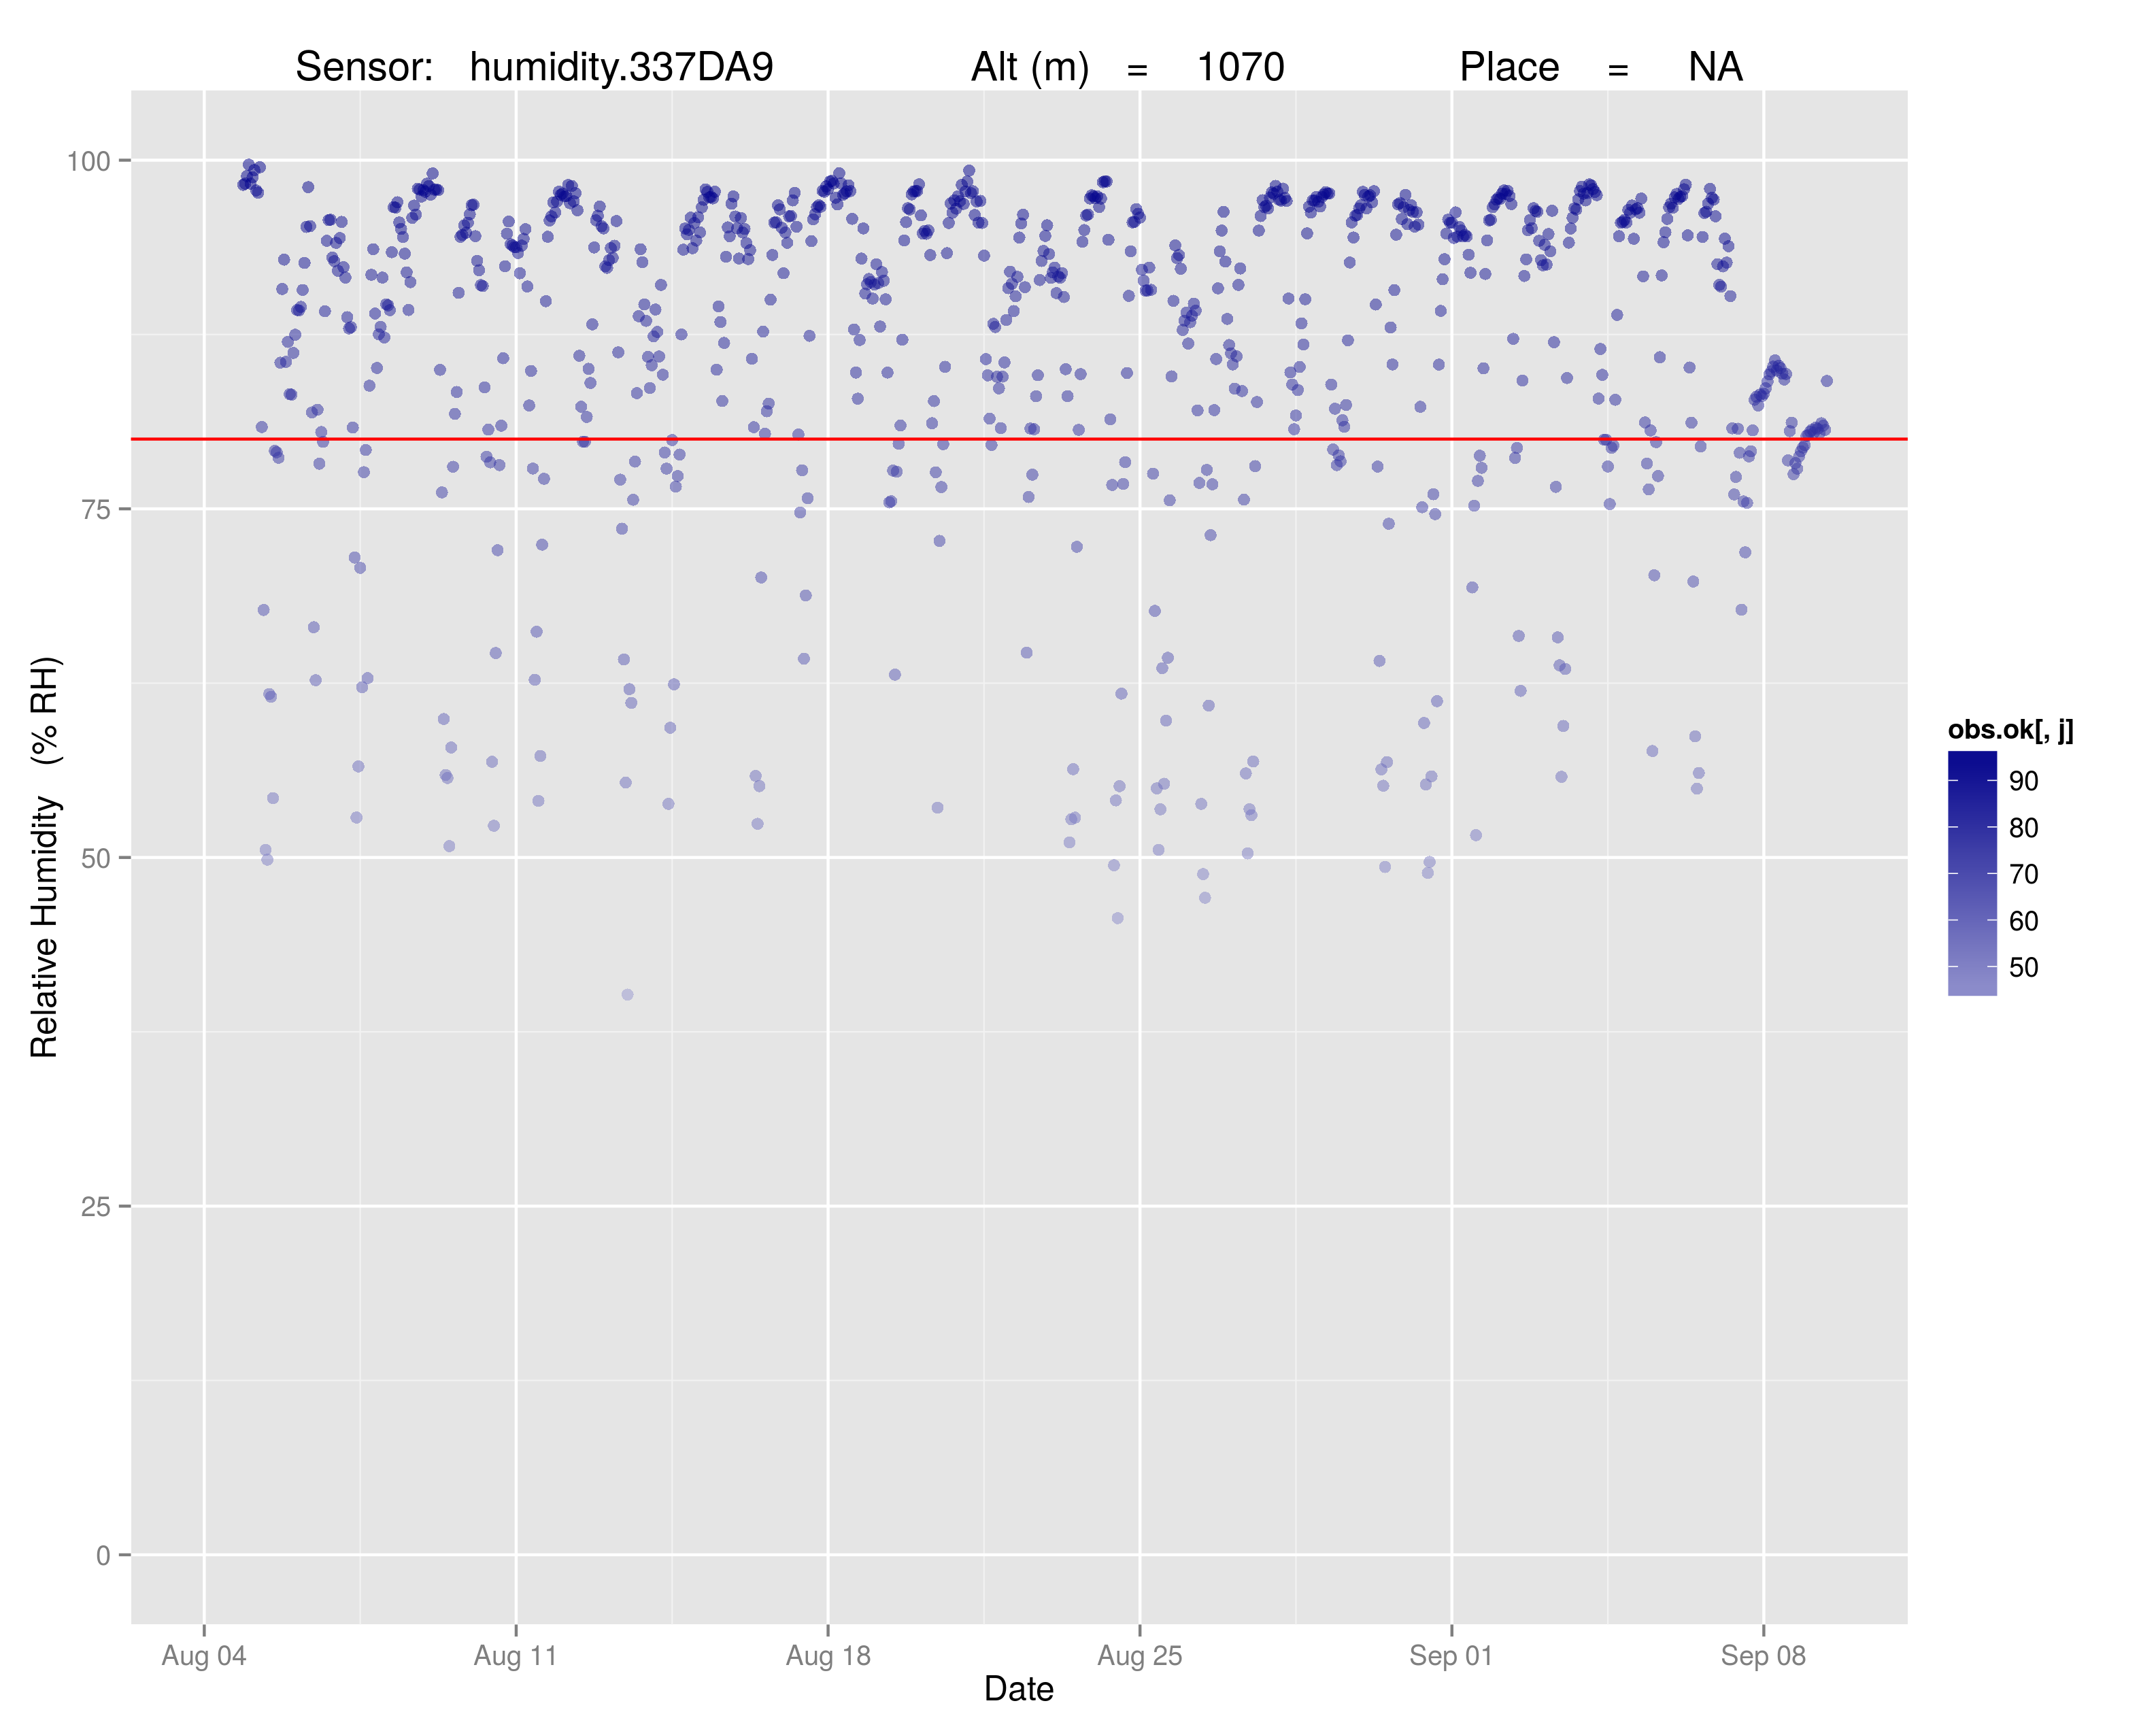 Sensor: humidity.337DA9 Alt (m) = 1070 Place = NA
Relative Humidity (% RH)
100
75
50
25
0
Aug 04 Aug 11 Aug 18 Aug 25 Sep 01 Sep 08
Date
obs.ok[, j]
90
80
70
60
50